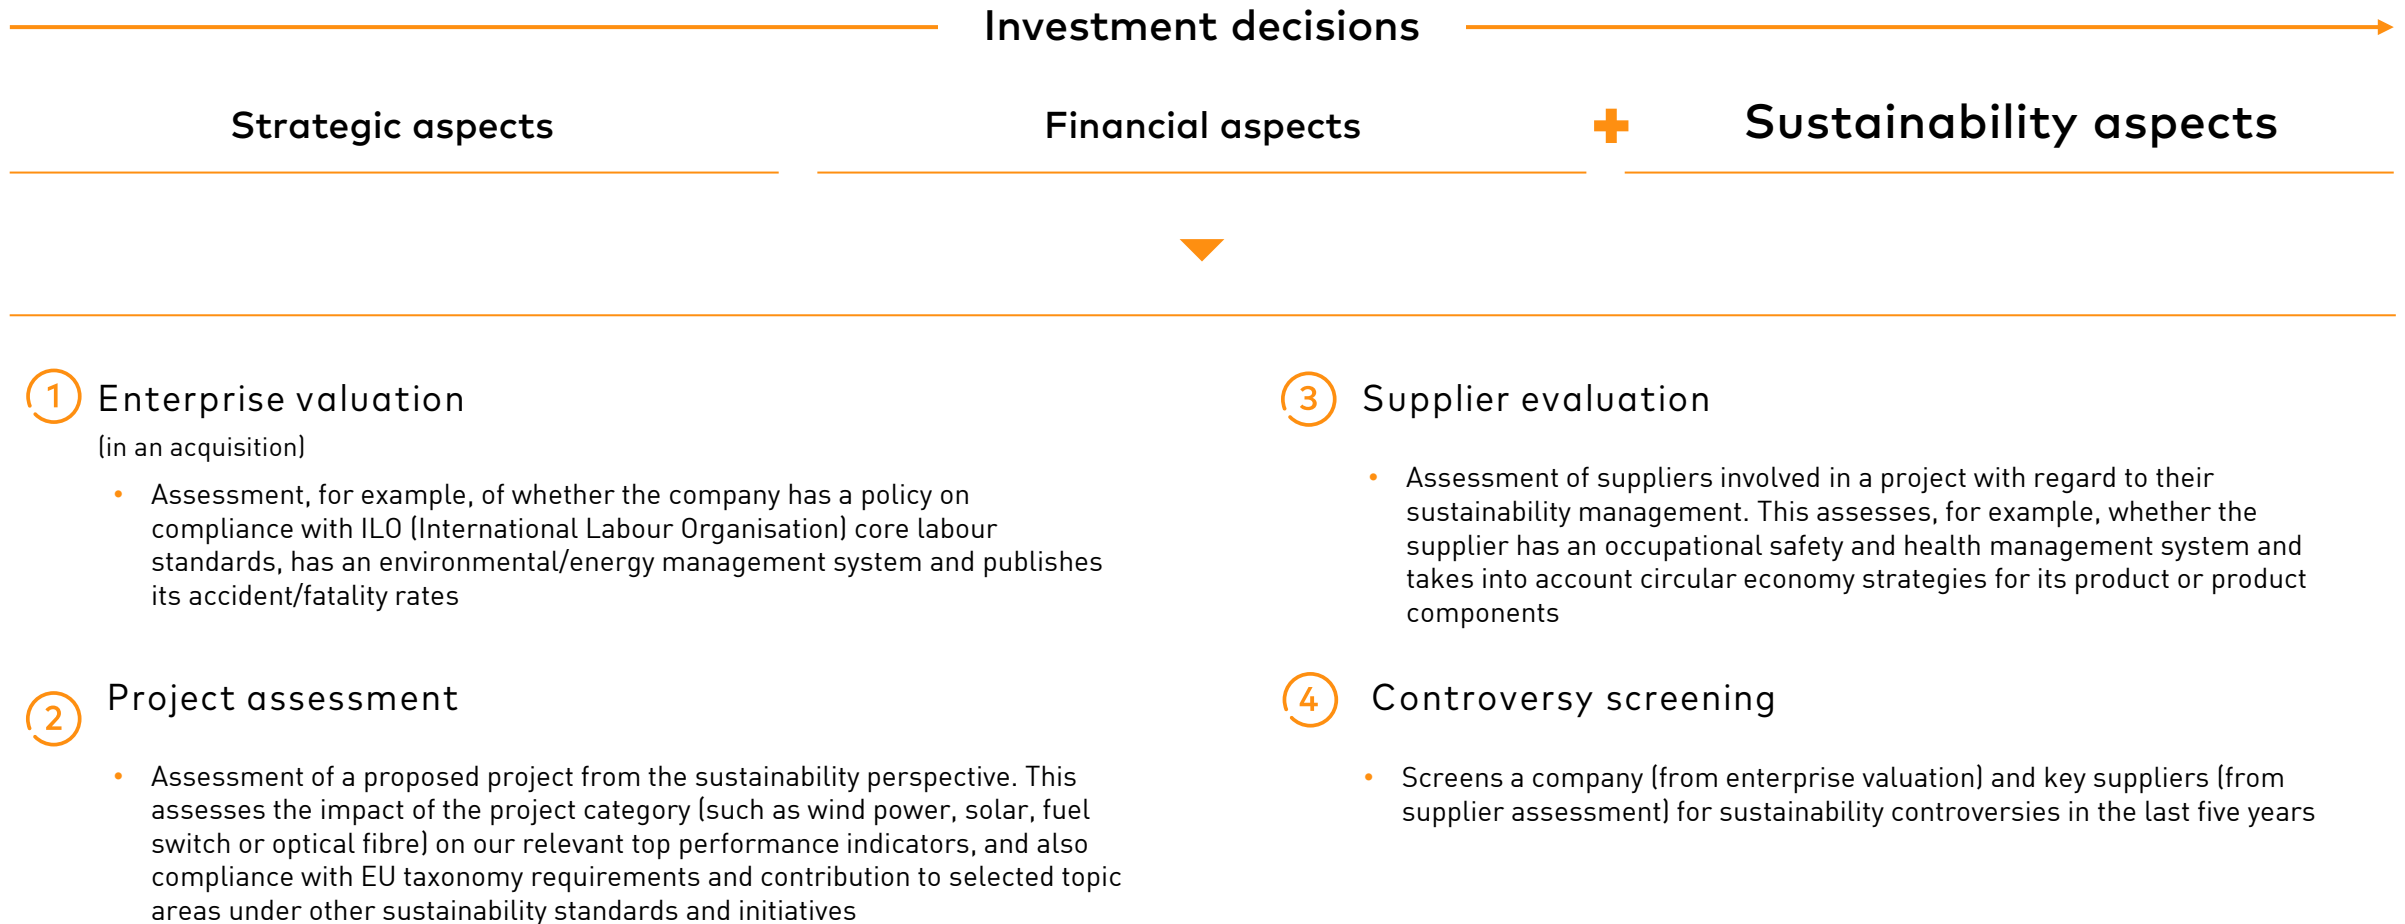 Investment decisions
Strategic aspects
Financial aspects
+ Sustainability aspects
1 Enterprise valuation
(in an acquisition)
• Assessment, for example, of whether the company has a policy on
compliance with ILO (International Labour Organisation) core labour
standards, has an environmental/energy management system and publishes
its accident/fatality rates
2 Project assessment
• Assessment of a proposed project from the sustainability perspective. This
assesses the impact of the project category (such as wind power, solar, fuel
switch or optical fibre) on our relevant top performance indicators, and also
compliance with EU taxonomy requirements and contribution to selected topic
areas under other sustainability standards and initiatives
3 Supplier evaluation
• Assessment of suppliers involved in a project with regard to their
sustainability management. This assesses, for example, whether the
supplier has an occupational safety and health management system and
takes into account circular economy strategies for its product or product
components
4 Controversy screening
• Screens a company (from enterprise valuation) and key suppliers (from
supplier assessment) for sustainability controversies in the last five years